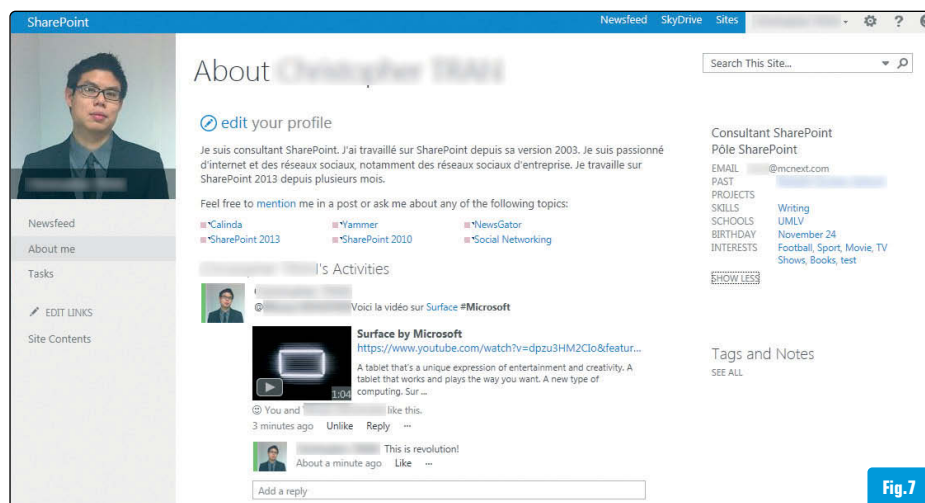 SharePoint
Newsfeed SkyDrive Sites
?
About
Search This Site...
edit your profile
Je suis consultant SharePoint. J'ai travaillé sur SharePoint depuis sa version 2003. Je suis passionné
d'internet et des réseaux sociaux, notamment des réseaux sociaux d'entreprise. Je travaille sur
SharePoint 2013 depuis plusieurs mois.
Feel free to mention me in a post or ask me about any of the following topics:
Calinda Yammer NewsGator
SharePoint 2013 SharePoint 2010 Social Networking
Newsfeed
About me
Tasks
EDIT LINKS
Site Contents
's Activities
@ Voici la vidéo sur Surface #Microsoft
Surface by Microsoft
https://www.youtube.com/watch?v=dpzu3HM2CIo&featur...
A tablet that's a unique expression of entertainment and creativity. A
tablet that works and plays the way you want. A new type of
computing. Sur ...
1:04
You and like this.
3 minutes ago Unlike Reply ...
This is revolution!
About a minute ago Like ...
Add a reply
Consultant SharePoint
Pôle SharePoint
EMAIL @mcnext.com
PAST
PROJECTS
SKILLS Writing
SCHOOLS UMLV
BIRTHDAY November 24
INTERESTS Football, Sport, Movie, TV
Shows, Books, test
SHOW LESS
Tags and Notes
SEE ALL
Fig.7